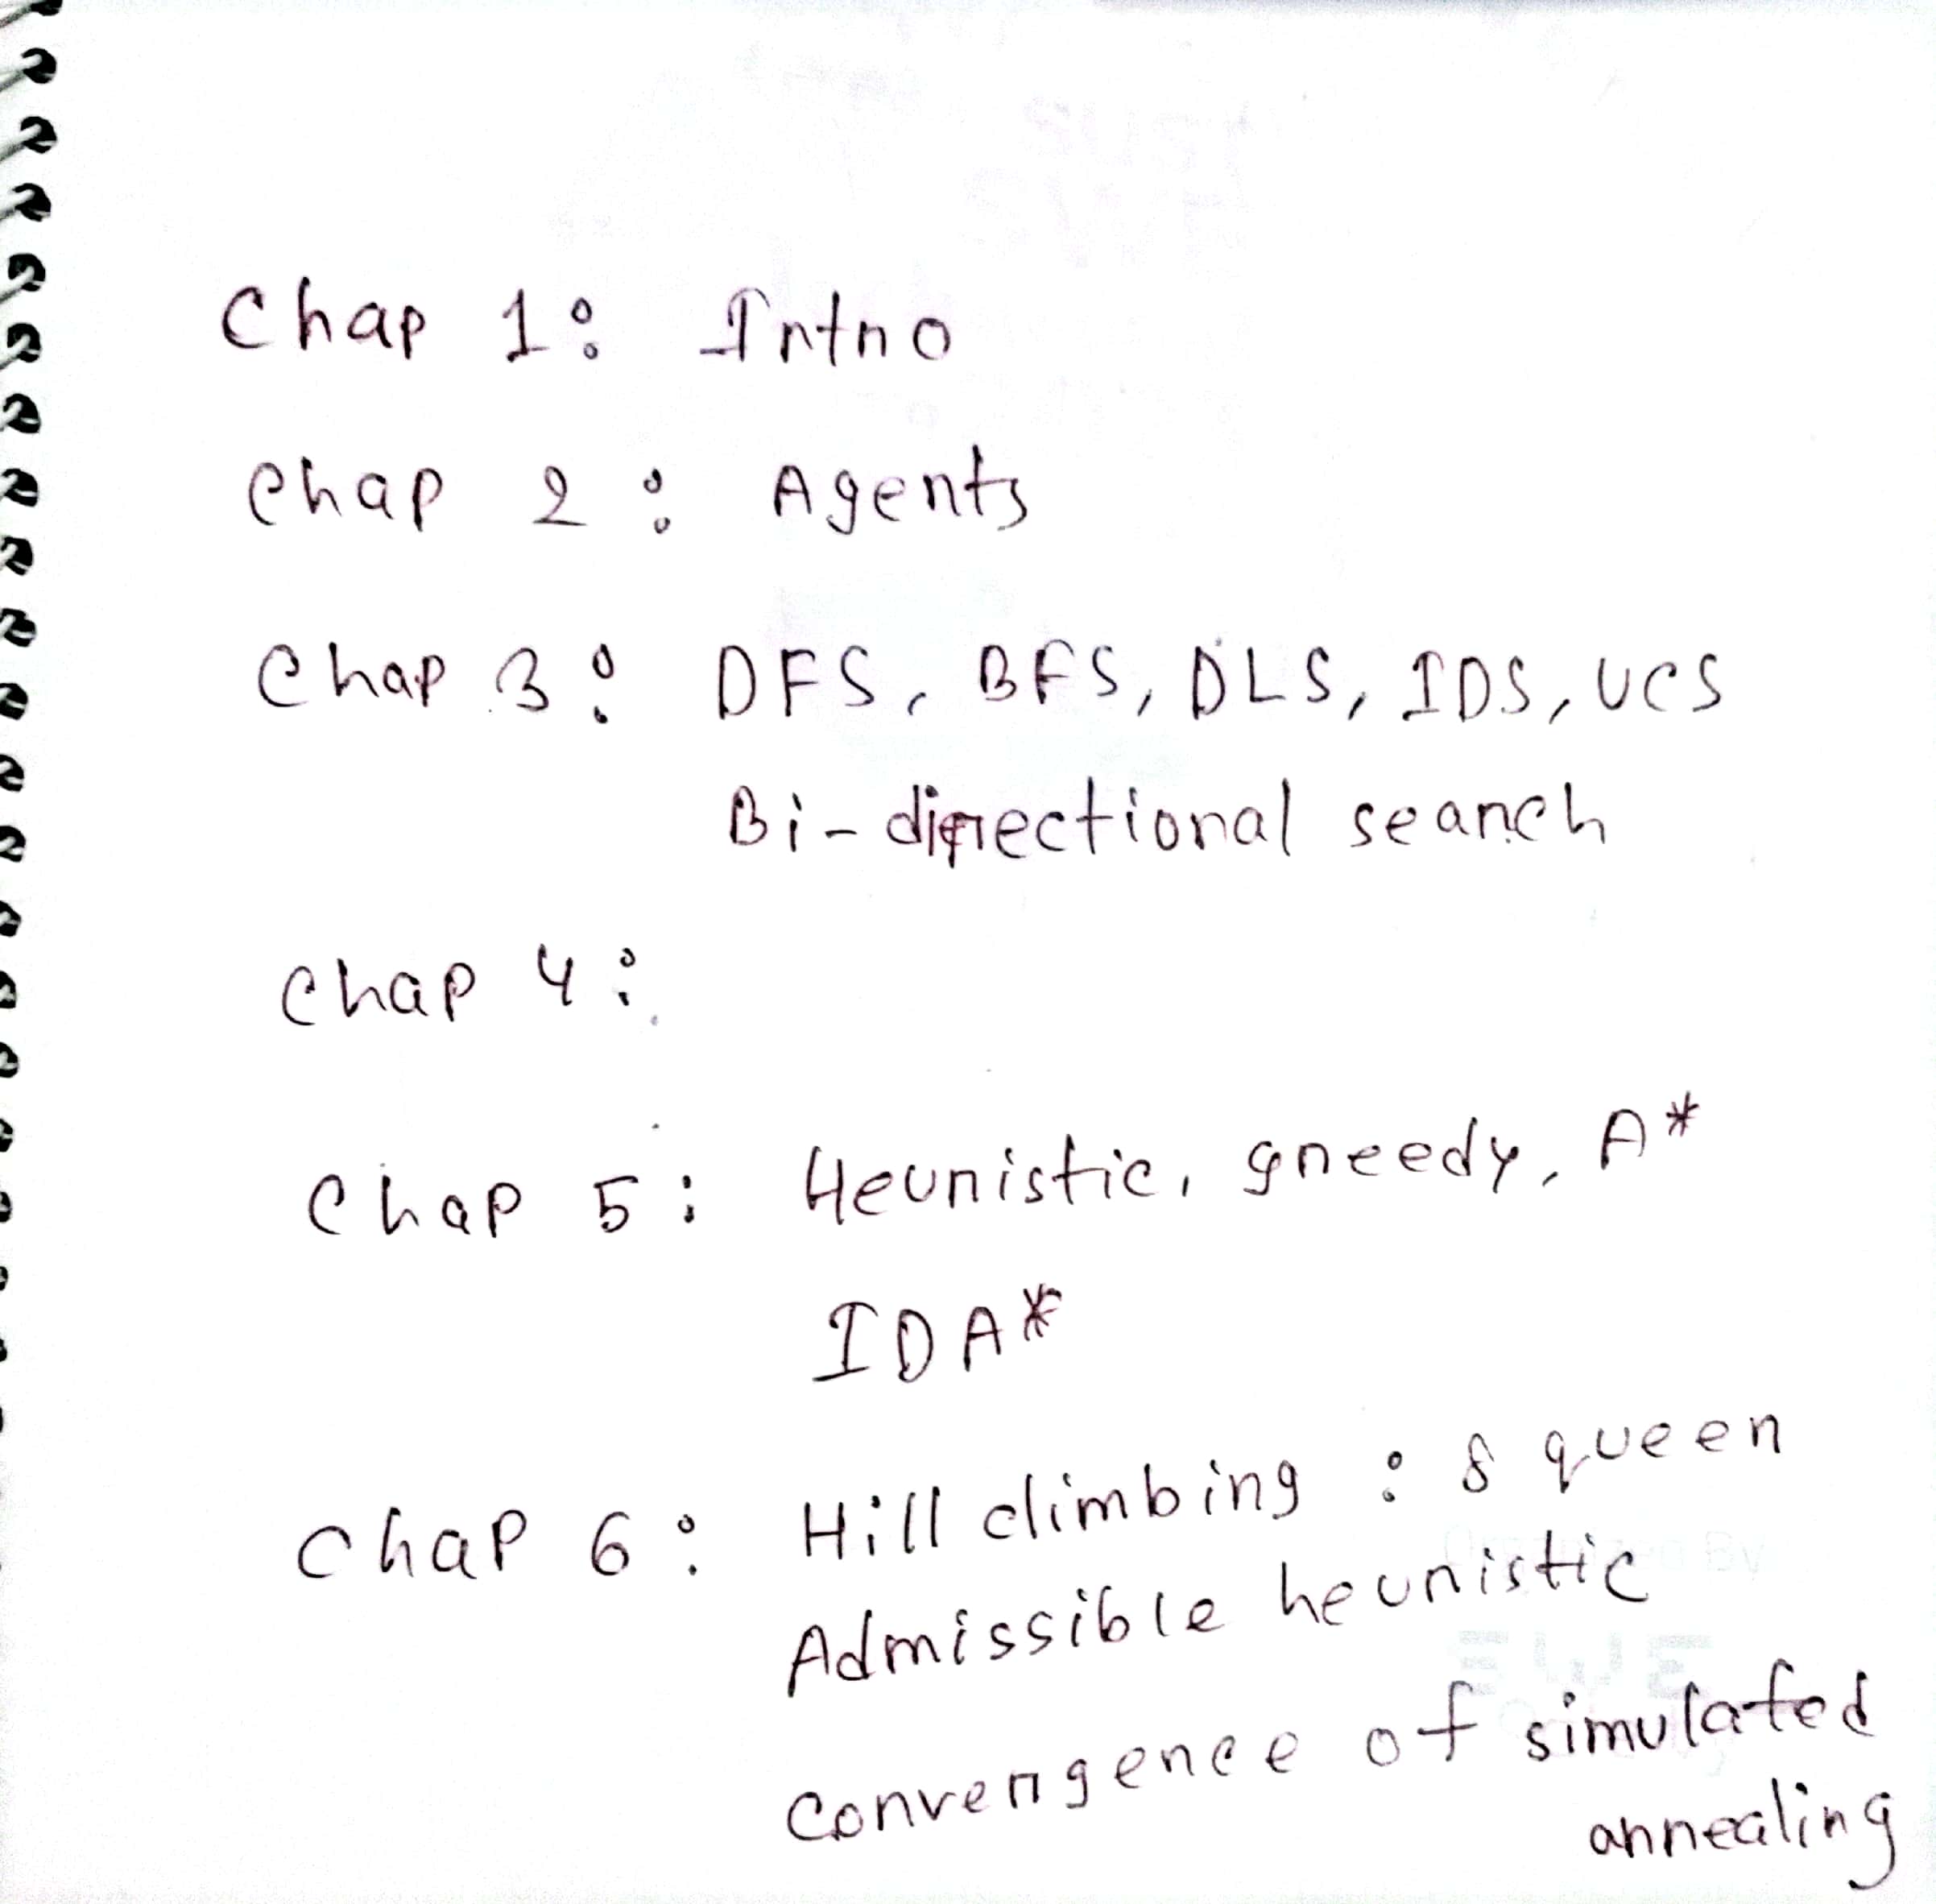 Chap 1: Intro
Chap 2: Agents
Chap 3: DFS, BFS, DLS, IDS, UCS
Bi-directional search
Chap 4:
Chap 5: Heuristic, greedy, A*
IDA*
Chap 6: Hill climbing : 8 queen
Admissible heuristic
Convergence of simulated
annealing